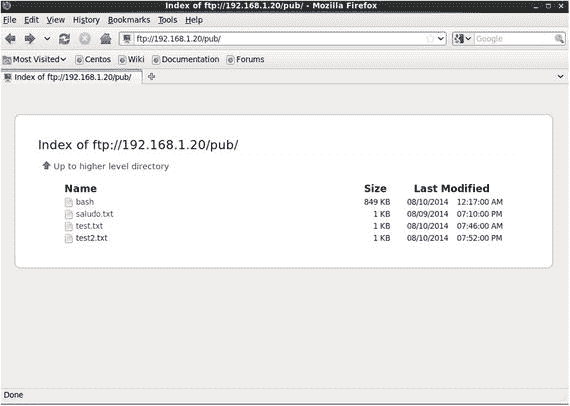 Index of ftp://192.168.1.20/pub/ - Mozilla Firefox
File Edit View History Bookmarks Tools Help
ftp://192.168.1.20/pub/ Google
Most Visited Centos Wiki Documentation Forums
Index of ftp://192.168.1.20/pub/
Index of ftp://192.168.1.20/pub/
Up to higher level directory
Name Size Last Modified
bash 849 KB 08/10/2014 12:17:00 AM
saludo.txt 1 KB 08/09/2014 07:10:00 PM
test.txt 1 KB 08/10/2014 07:46:00 AM
test2.txt 1 KB 08/10/2014 07:52:00 PM
Done